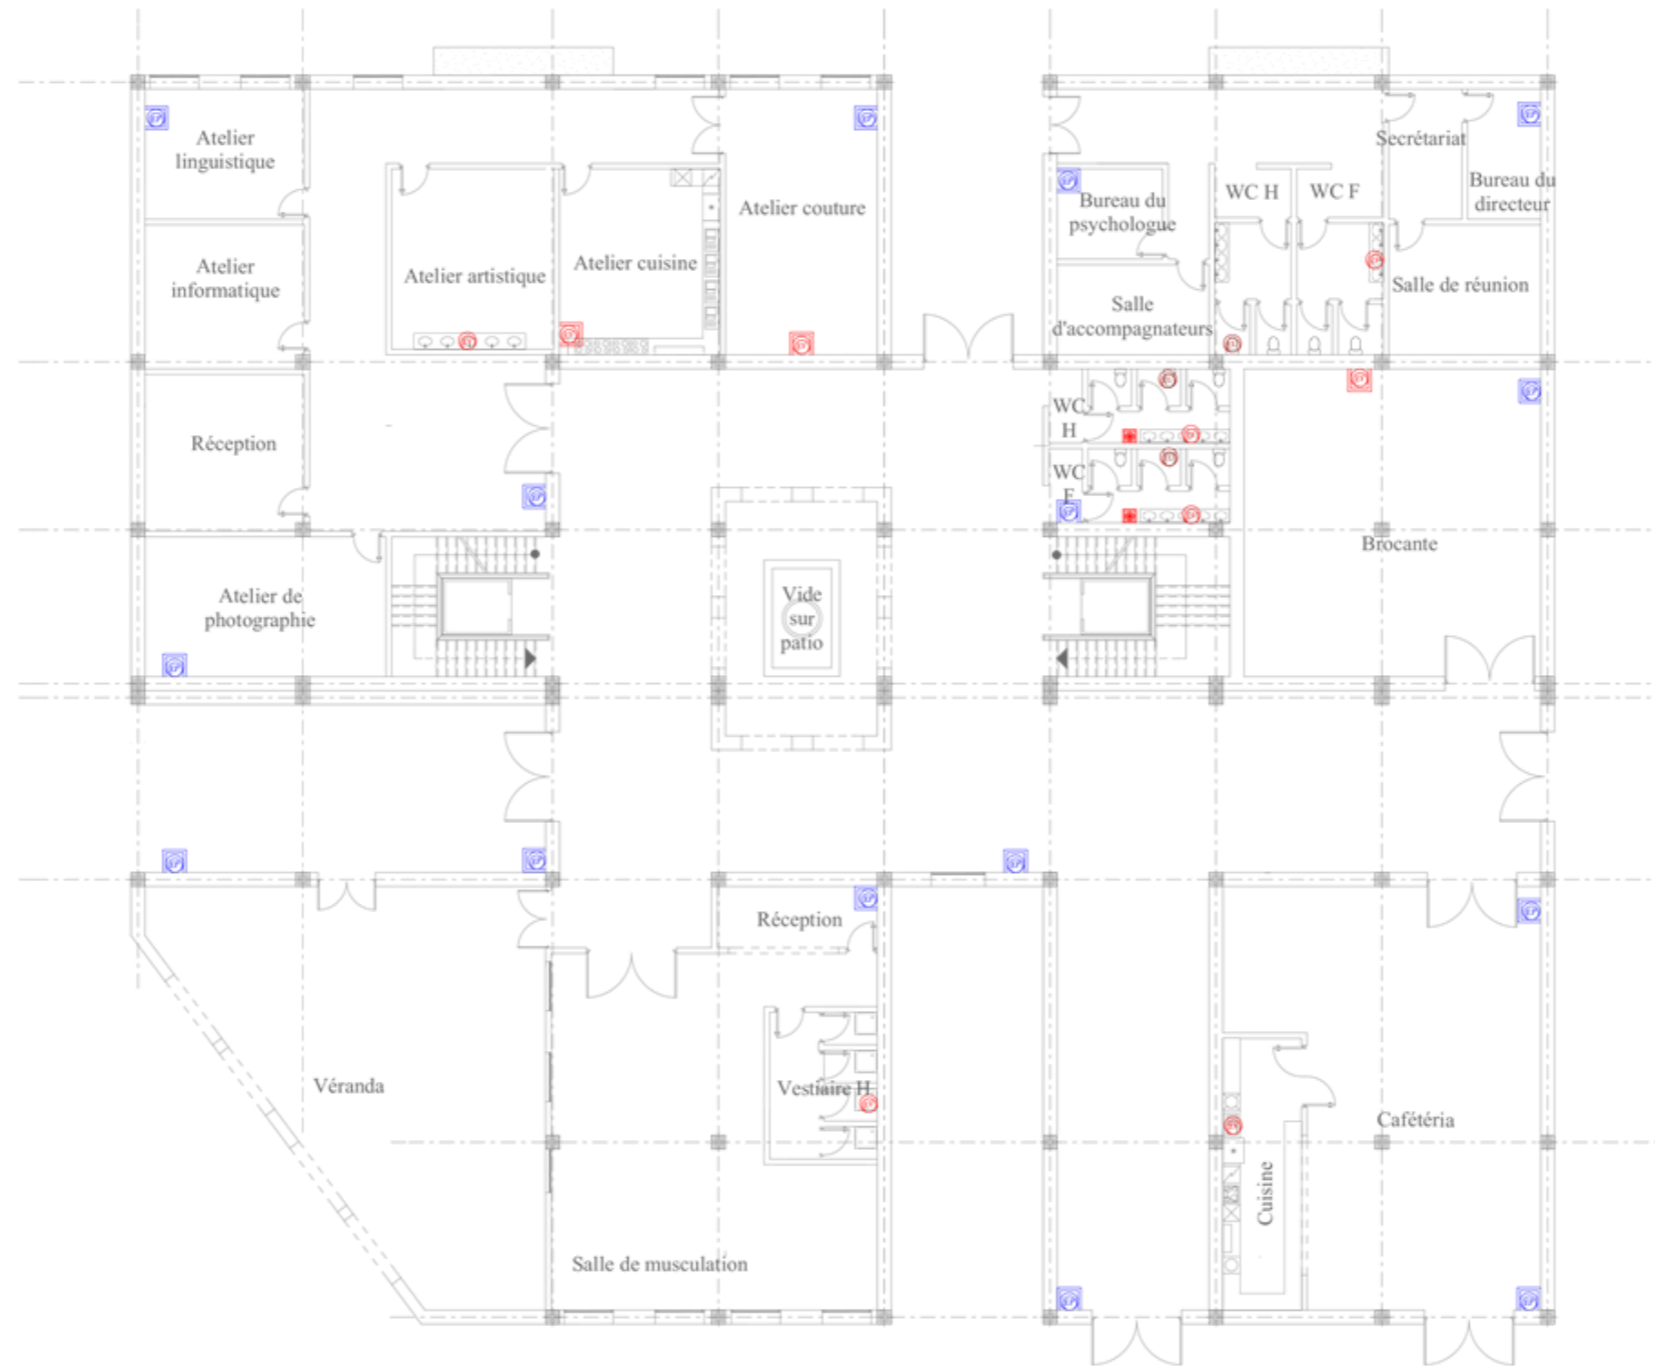 Atelier
linguistique
Secrétariat
WC H
WC F
Bureau du
directeur
Bureau du
psychologue
Atelier couture
Atelier
informatique
Atelier artistique
Atelier cuisine
Salle de réunion
Salle
d'accompagnateurs
WC
H
Réception
WC
F
Brocante
Atelier de
photographie
Vide
sur
patio
Réception
Véranda
Vestiaire H
Cafétéria
Cuisine
Salle de musculation